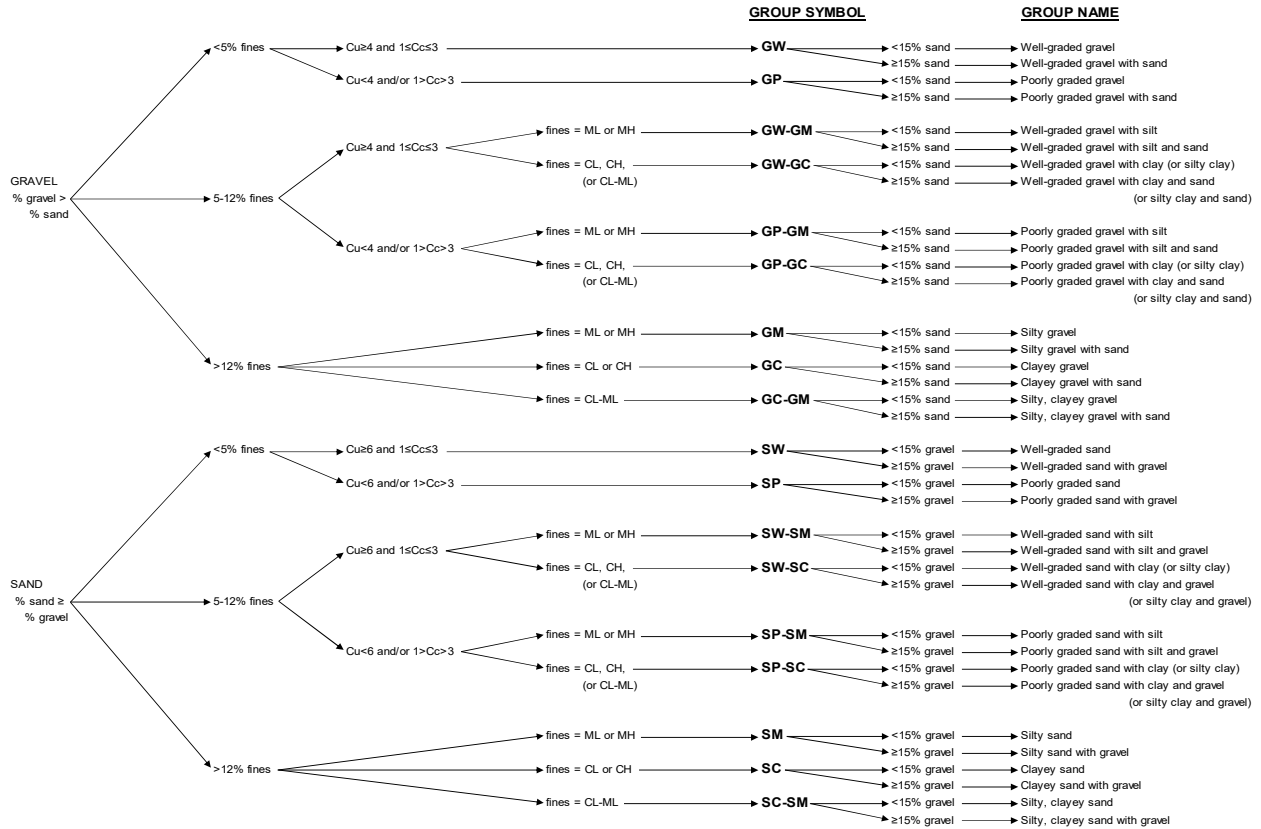 GROUP SYMBOL GROUP NAME
<5% fines Cu≥4 and 1≤Cc≤3 GW <15% sand Well-graded gravel
≥15% sand Well-graded gravel with sand
Cu<4 and/or 1>Cc>3 GP <15% sand Poorly graded gravel
≥15% sand Poorly graded gravel with sand
fines = ML or MH GW-GM <15% sand Well-graded gravel with silt
Cu≥4 and 1≤Cc≤3 ≥15% sand Well-graded gravel with silt and sand
fines = CL, CH, GW-GC <15% sand Well-graded gravel with clay (or silty clay)
GRAVEL (or CL-ML) ≥15% sand Well-graded gravel with clay and sand
% gravel > 5-12% fines (or silty clay and sand)
% sand
fines = ML or MH GP-GM <15% sand Poorly graded gravel with silt
Cu<4 and/or 1>Cc>3 ≥15% sand Poorly graded gravel with silt and sand
fines = CL, CH, GP-GC <15% sand Poorly graded gravel with clay (or silty clay)
(or CL-ML) ≥15% sand Poorly graded gravel with clay and sand
(or silty clay and sand)
fines = ML or MH GM <15% sand Silty gravel
≥15% sand Silty gravel with sand
>12% fines fines = CL or CH GC <15% sand Clayey gravel
≥15% sand Clayey gravel with sand
fines = CL-ML GC-GM <15% sand Silty, clayey gravel
≥15% sand Silty, clayey gravel with sand
<5% fines Cu≥6 and 1≤Cc≤3 SW <15% gravel Well-graded sand
≥15% gravel Well-graded sand with gravel
Cu<6 and/or 1>Cc>3 SP <15% gravel Poorly graded sand
≥15% gravel Poorly graded sand with gravel
fines = ML or MH SW-SM <15% gravel Well-graded sand with silt
Cu≥6 and 1≤Cc≤3 ≥15% gravel Well-graded sand with silt and gravel
fines = CL, CH, SW-SC <15% gravel Well-graded sand with clay (or silty clay)
SAND (or CL-ML) ≥15% gravel Well-graded sand with clay and gravel
% sand ≥ 5-12% fines (or silty clay and gravel)
% gravel
fines = ML or MH SP-SM <15% gravel Poorly graded sand with silt
Cu<6 and/or 1>Cc>3 ≥15% gravel Poorly graded sand with silt and gravel
fines = CL, CH, SP-SC <15% gravel Poorly graded sand with clay (or silty clay)
(or CL-ML) ≥15% gravel Poorly graded sand with clay and gravel
(or silty clay and gravel)
fines = ML or MH SM <15% gravel Silty sand
≥15% gravel Silty sand with gravel
>12% fines fines = CL or CH SC <15% gravel Clayey sand
≥15% gravel Clayey sand with gravel
fines = CL-ML SC-SM <15% gravel Silty, clayey sand
≥15% gravel Silty, clayey sand with gravel